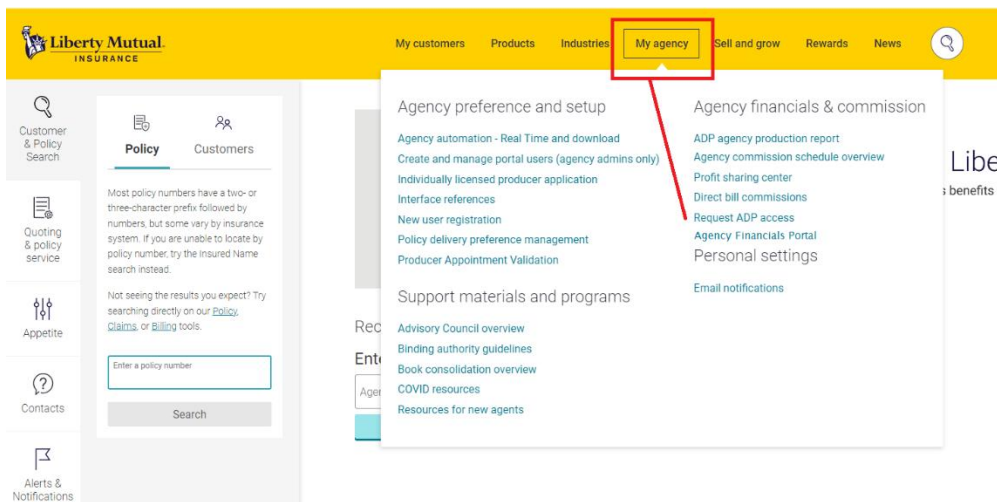 Liberty Mutual.
INSURANCE
My customers Products Industries My agency Sell and grow Rewards News
Customer
& Policy
Search
Quoting
& policy
service
Appetite
Contacts
Alerts &
Notifications
Policy Customers
Most policy numbers have a two- or
three-character prefix followed by
numbers, but some vary by insurance
system. If you are unable to locate by
policy number, try the Insured Name
search instead.
Not seeing the results you expect? Try
searching directly on our Policy,
Claims, or Billing tools.
Enter a policy number
Search
Agency preference and setup
Agency automation - Real Time and download
Create and manage portal users (agency admins only)
Individually licensed producer application
Interface references
New user registration
Policy delivery preference management
Producer Appointment Validation
Support materials and programs
Advisory Council overview
Binding authority guidelines
Book consolidation overview
COVID resources
Resources for new agents
Agency financials & commission
ADP agency production report
Agency commission schedule overview
Profit sharing center
Direct bill commissions
Request ADP access
Agency Financials Portal
Personal settings
Email notifications
Libe
s benefits
Rec
Ente
Agen